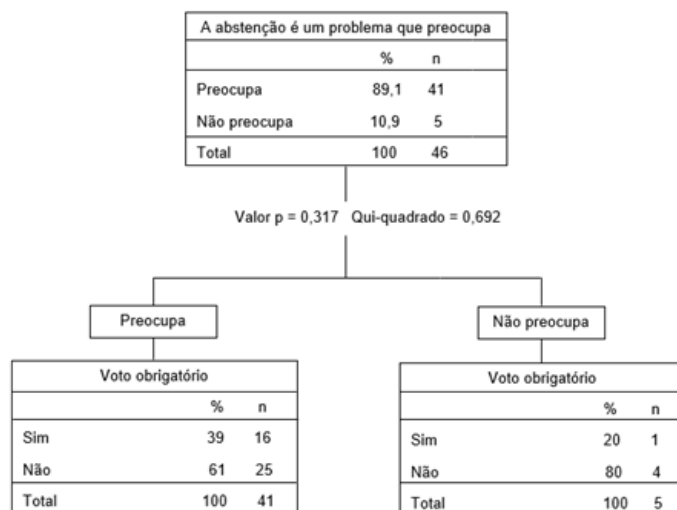 A abstenção é um problema que preocupa
% n
Preocupa 89,1 41
Não preocupa 10,9 5
Total 100 46
Valor p = 0,317 Qui-quadrado = 0,692
Preocupa
Voto obrigatório
% n
Sim 39 16
Não 61 25
Total 100 41
Não preocupa
Voto obrigatório
% n
Sim 20 1
Não 80 4
Total 100 5